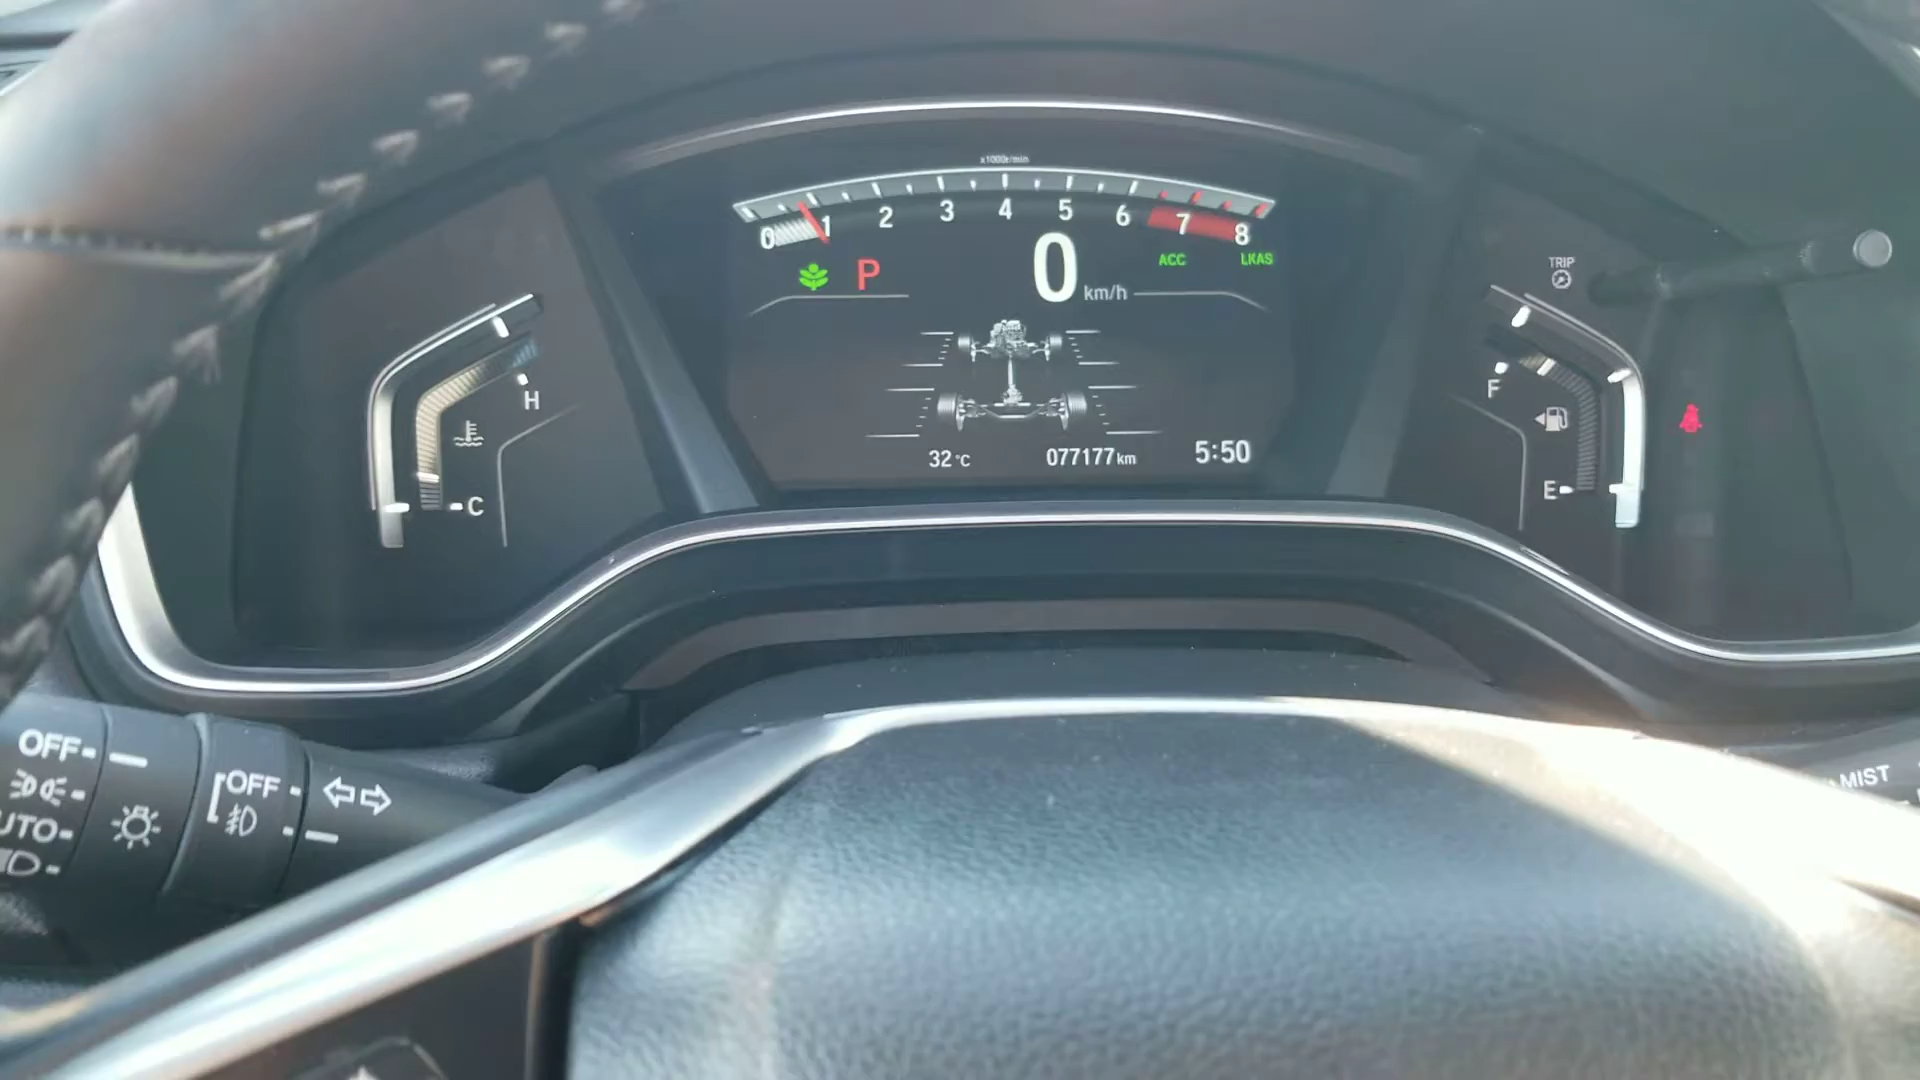 x1000r/min
0 1 2 3 4 5 6 7 8
P 0 km/h ACC LKAS
TRIP
H
C
F
E
32°C 077177km 5:50
OFF
OFF
AUTO
MIST